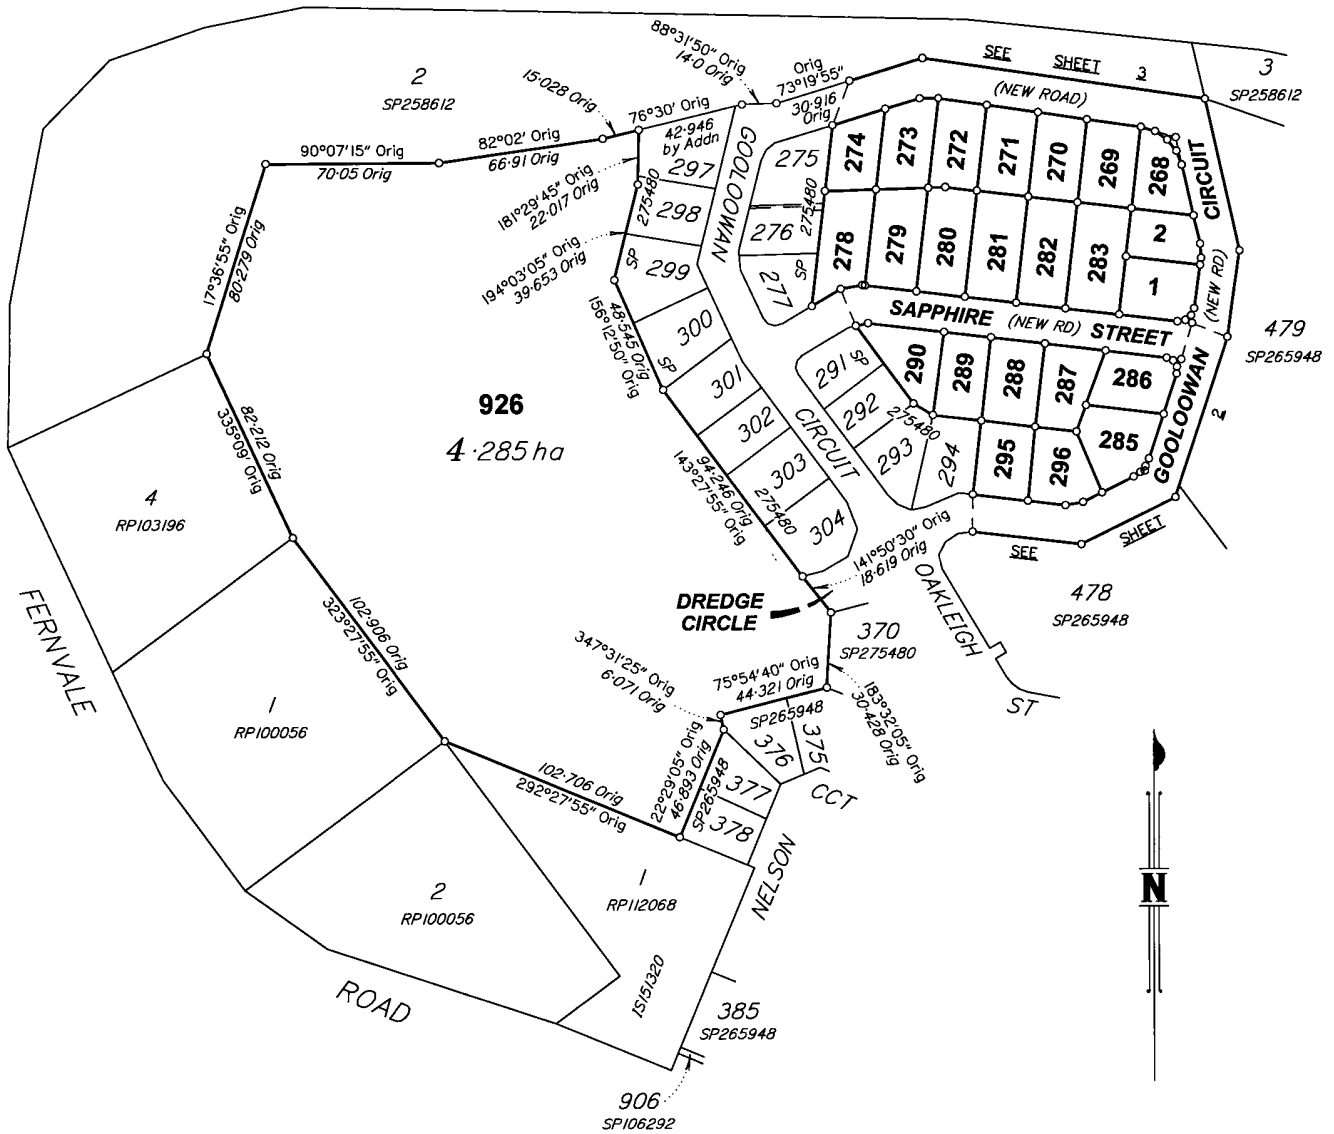 2
SP258612
15·028 Orig
88°31'50" Orig
14·0 Orig
Orig
73°19'55"
30·916
Orig
SEE SHEET 3
(NEW ROAD)
3
SP258612
76°30' Orig
42·946
by Addn
82°02' Orig
66·91 Orig
90°07'15" Orig
70·05 Orig
181°29'45" Orig
22·017 Orig
194°03'05" Orig
39·653 Orig
17°36'55" Orig
80·279 Orig
48·545 Orig
156°12'50" Orig
297
298
299
300
301
302
303
304
SP
275480
SP
275480
GOOLOOWAN
CIRCUIT
275
276
277
SP
275480
274
273
272
271
270
269
268
278
279
280
281
282
283
2
1
CIRCUIT
(NEW RD)
SAPPHIRE (NEW RD) STREET
GOOLOOWAN
479
SP265948
290
289
288
287
286
285
291
292
293
294
SP
275480
295
296
SEE SHEET 2
926
4·285 ha
82·212 Orig
335°09' Orig
94·246 Orig
143°27'55" Orig
141°50'30" Orig
18·619 Orig
4
RP103196
FERNVALE
ROAD
102·906 Orig
323°27'55" Orig
1
RP100056
DREDGE
CIRCLE
370
SP275480
OAKLEIGH
ST
478
SP265948
347°31'25" Orig
6·071 Orig
75°54'40" Orig
44·321 Orig
SP265948
183°32'05" Orig
30·428 Orig
375
376
377
378
SP265948
22°29'05" Orig
46·893 Orig
102·706 Orig
292°27'55" Orig
NELSON
CCT
2
RP100056
1
RP112068
IS151320
385
SP265948
906
SP106292
N